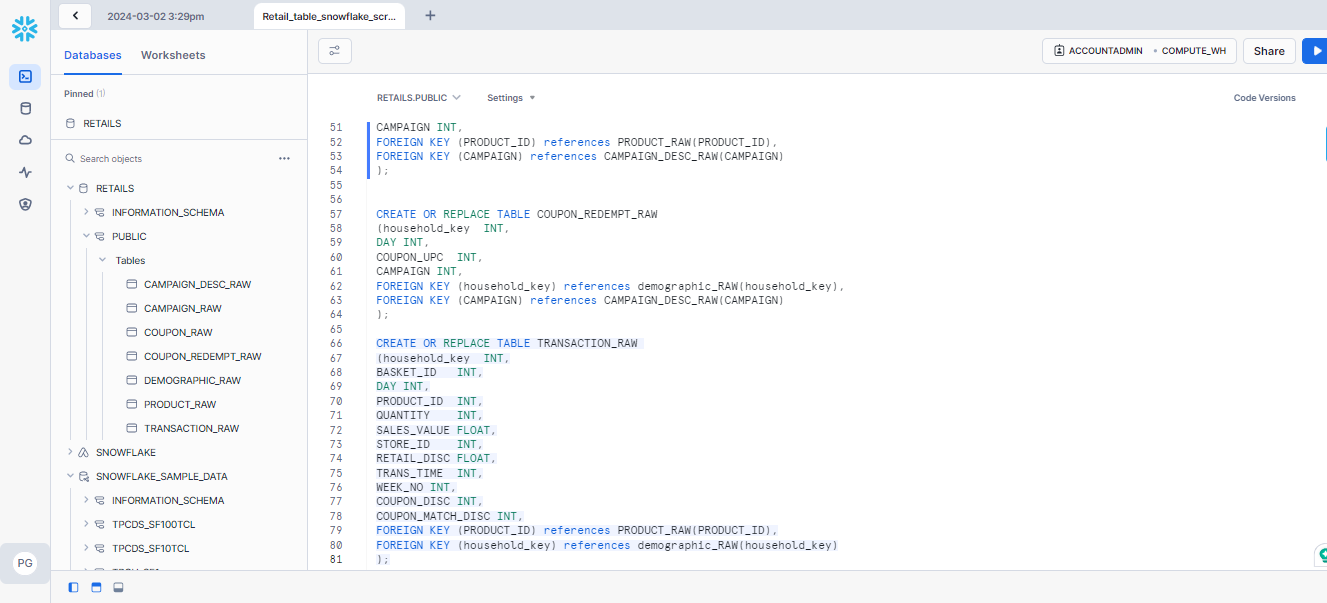 2024-03-02 3:29pm
Retail_table_snowflake_scr...
Databases
Worksheets
Pinned (1)
RETAILS
Search objects
RETAILS
INFORMATION_SCHEMA
PUBLIC
Tables
CAMPAIGN_DESC_RAW
CAMPAIGN_RAW
COUPON_RAW
COUPON_REDEMPT_RAW
DEMOGRAPHIC_RAW
PRODUCT_RAW
TRANSACTION_RAW
SNOWFLAKE
SNOWFLAKE_SAMPLE_DATA
INFORMATION_SCHEMA
TPCDS_SF100TCL
TPCDS_SF10TCL
PG
ACCOUNTADMIN
COMPUTE_WH
Share
RETAILS.PUBLIC
Settings
Code Versions
51 CAMPAIGN INT,
52 FOREIGN KEY (PRODUCT_ID) references PRODUCT_RAW(PRODUCT_ID),
53 FOREIGN KEY (CAMPAIGN) references CAMPAIGN_DESC_RAW(CAMPAIGN)
54 );
55
56
57 CREATE OR REPLACE TABLE COUPON_REDEMPT_RAW
58 (household_key  INT,
59 DAY INT,
60 COUPON_UPC  INT,
61 CAMPAIGN INT,
62 FOREIGN KEY (household_key) references demographic_RAW(household_key),
63 FOREIGN KEY (CAMPAIGN) references CAMPAIGN_DESC_RAW(CAMPAIGN)
64 );
65
66 CREATE OR REPLACE TABLE TRANSACTION_RAW
67 (household_key  INT,
68 BASKET_ID   INT,
69 DAY INT,
70 PRODUCT_ID  INT,
71 QUANTITY    INT,
72 SALES_VALUE FLOAT,
73 STORE_ID    INT,
74 RETAIL_DISC FLOAT,
75 TRANS_TIME  INT,
76 WEEK_NO INT,
77 COUPON_DISC INT,
78 COUPON_MATCH_DISC INT,
79 FOREIGN KEY (PRODUCT_ID) references PRODUCT_RAW(PRODUCT_ID),
80 FOREIGN KEY (household_key) references demographic_RAW(household_key)
81 );